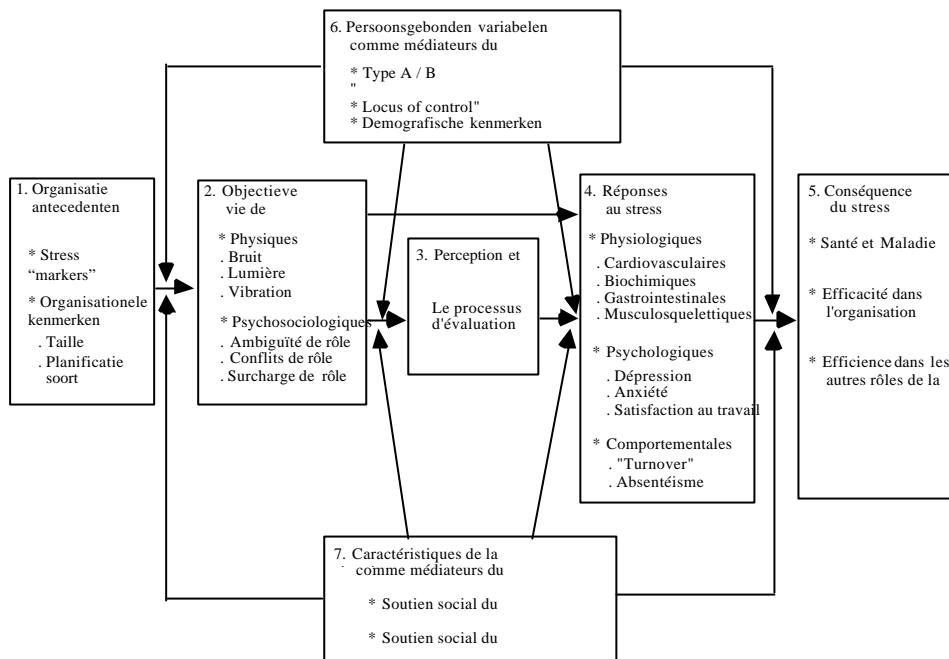 6. Persoonsgebonden variabelen
comme médiateurs du
* Type A / B
"
* Locus of control"
* Demografische kenmerken
1. Organisatie
antecedenten
* Stress
“markers”
* Organisationele
kenmerken
. Taille
. Planificatie
soort
2. Objectieve
vie de
* Physiques
. Bruit
. Lumière
. Vibration
* Psychosociologiques
. Ambiguïté de rôle
. Conflits de rôle
. Surcharge de rôle
3. Perception et
Le processus
d'évaluation
4. Réponses
au stress
* Physiologiques
. Cardiovasculaires
. Biochimiques
. Gastrointestinales
. Musculosquelettiques
* Psychologiques
. Dépression
. Anxiété
. Satisfaction au travail
* Comportementales
. "Turnover"
. Absentéisme
5. Conséquence
du stress
* Santé et Maladie
* Efficacité dans
l'organisation
* Efficience dans les
autres rôles de la
7. Caractéristiques de la
comme médiateurs du
* Soutien social du
* Soutien social du